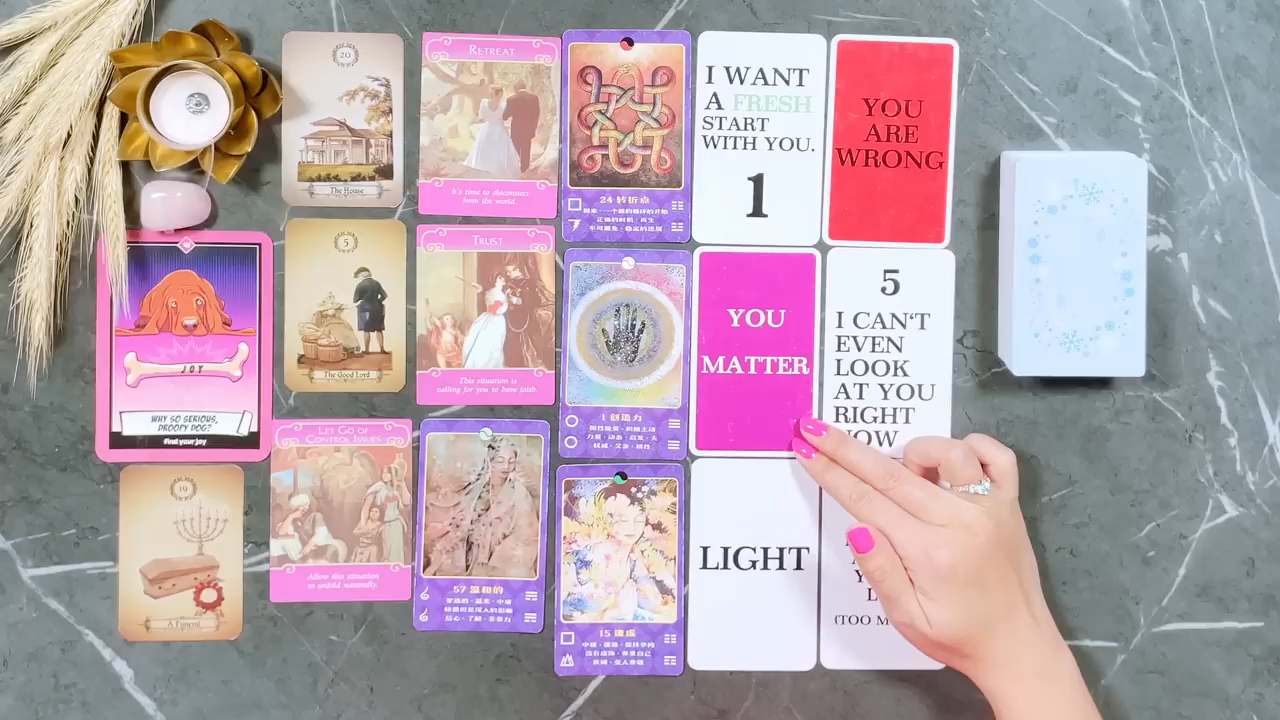 20
The House
RETREAT
It's time to disconnect
from the world.
24 转折点
I WANT
A FRESH
START
WITH YOU.
1
YOU
ARE
WRONG
5
The Good Lord
TRUST
This situation is
calling for you to have faith.
1 创造力
YOU
MATTER
5
I CAN'T
EVEN
LOOK
AT YOU
RIGHT
NOW
JOY
WHY SO SERIOUS,
DROOPY DOG?
Find your joy
19
A Funeral
LET GO OF
CONTROL ISSUES
Allow this situation
to unfold naturally.
57 温和的
15 谦虚
LIGHT
(TOO M